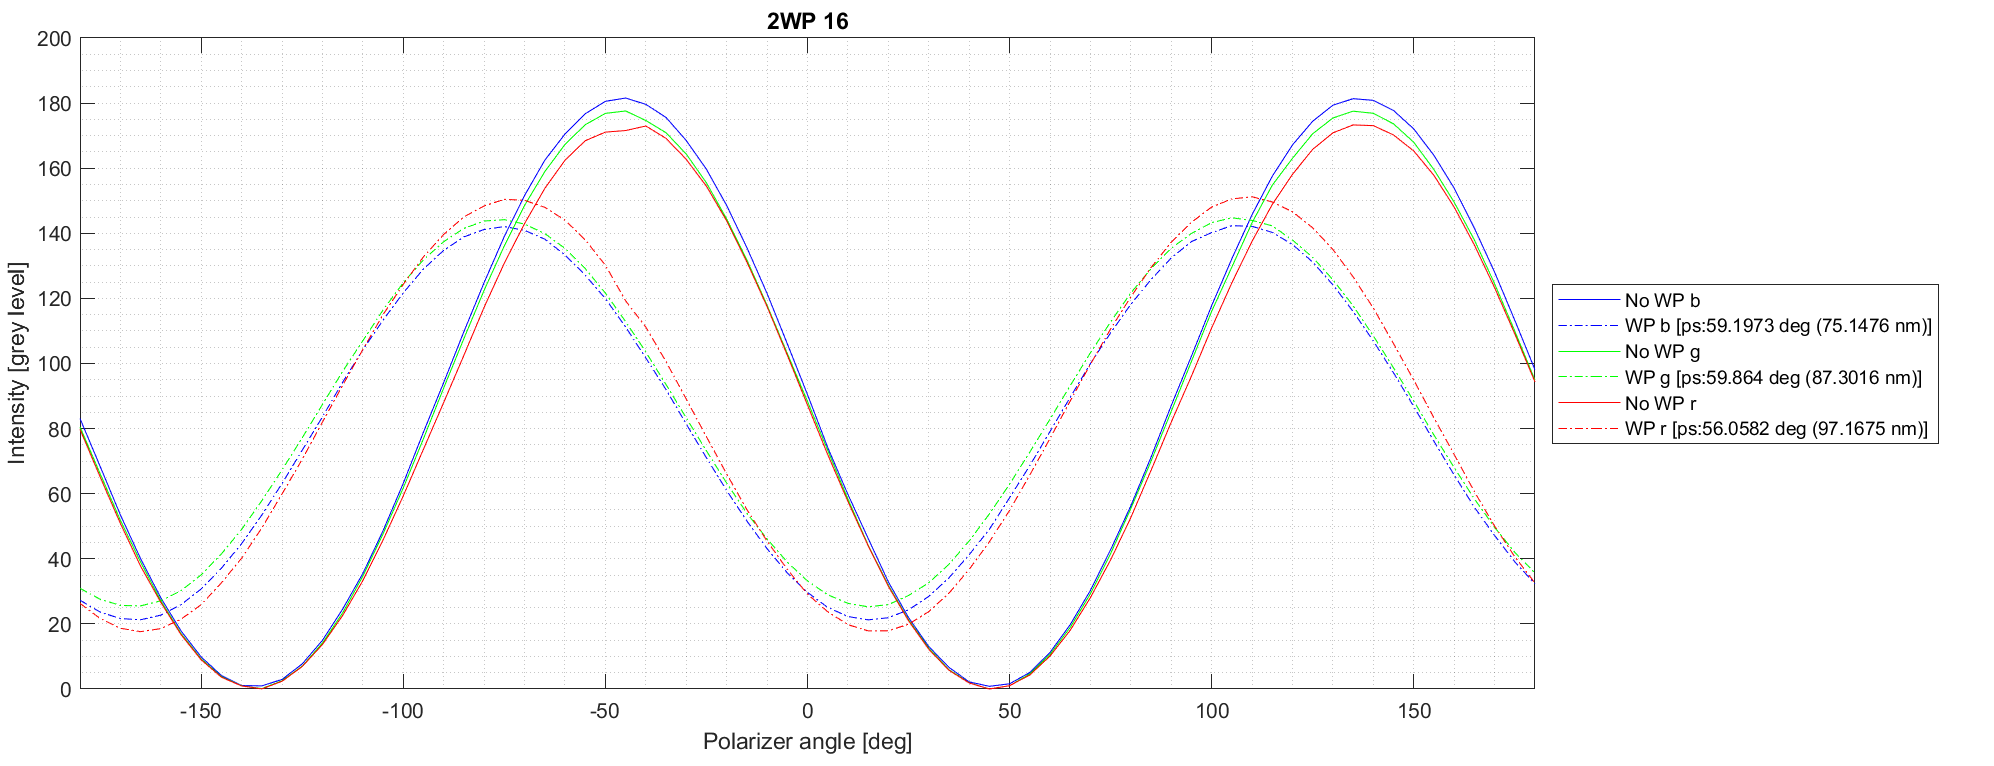 2WP 16
Intensity [grey level]
200
180
160
140
120
100
80
60
40
20
0
-150
-100
-50
0
50
100
150
Polarizer angle [deg]
No WP b
WP b [ps:59.1973 deg (75.1476 nm)]
No WP g
WP g [ps:59.864 deg (87.3016 nm)]
No WP r
WP r [ps:56.0582 deg (97.1675 nm)]